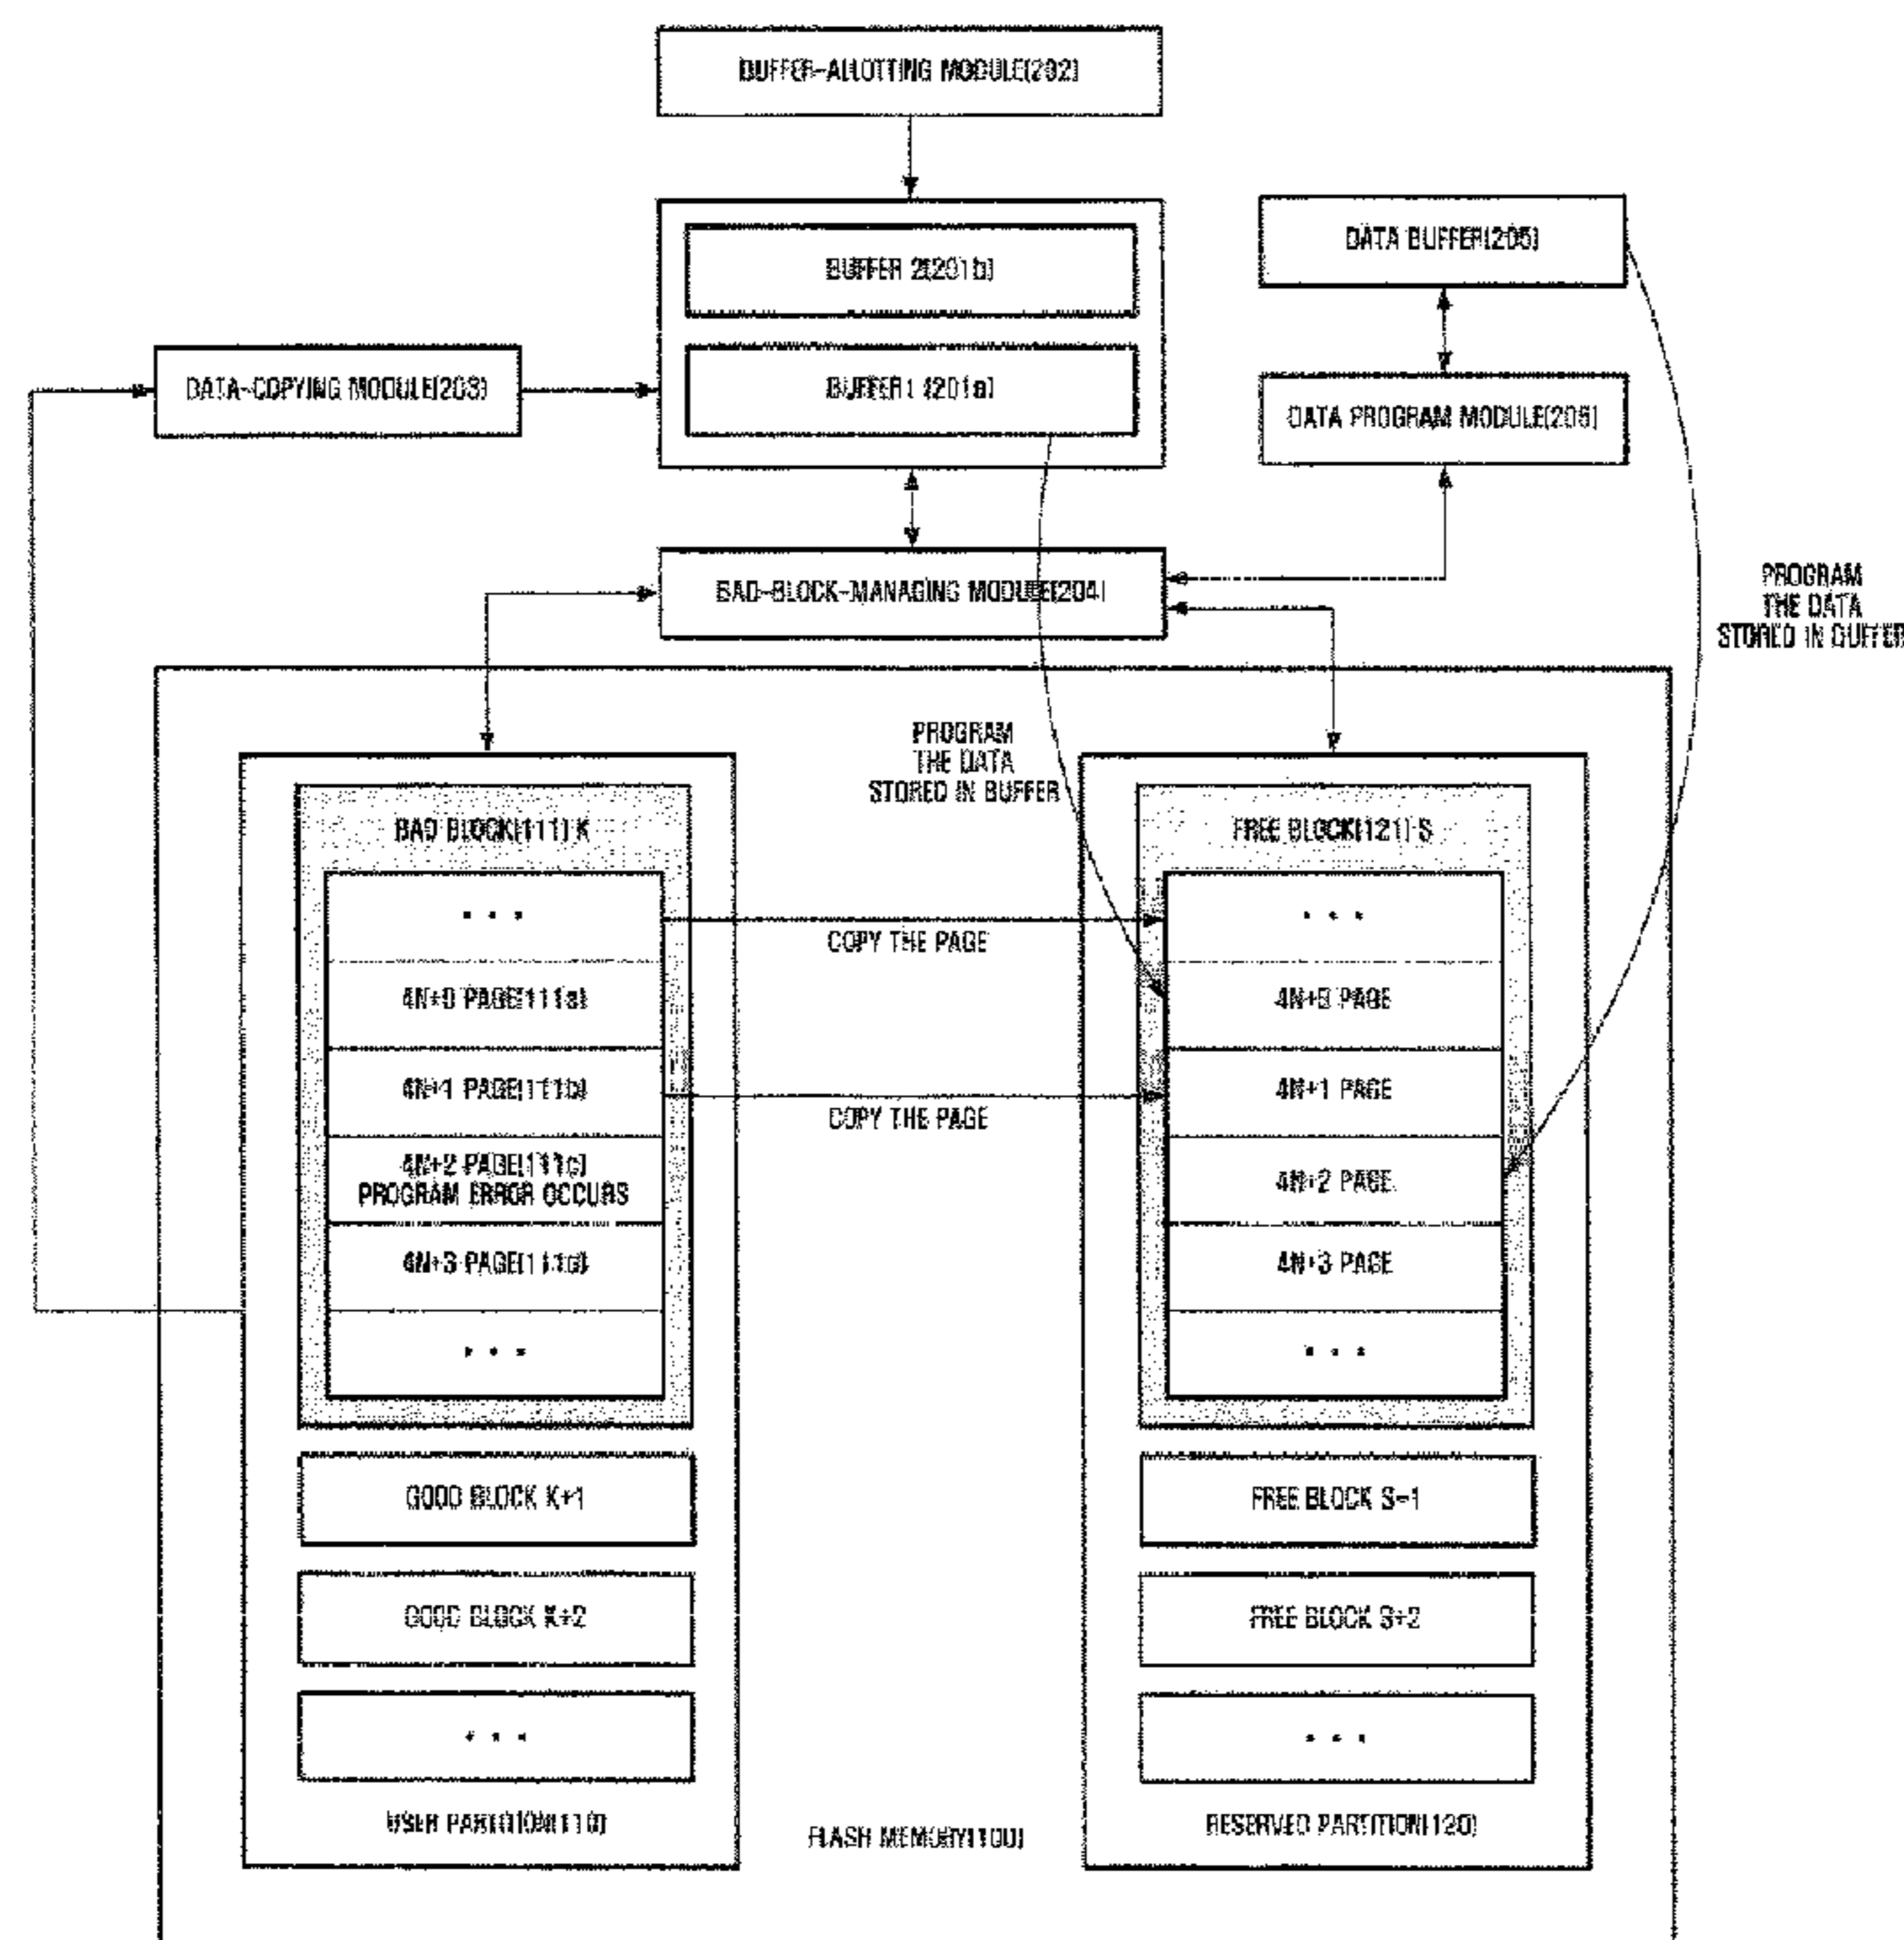 BUFFER-ALLOTTING MODULE(202)
BUFFER 2(201b)
DATA BUFFER(205)
DATA-COPYING MODULE(203)
BUFFER1 (201a)
DATA PROGRAM MODULE(206)
BAD-BLOCK-MANAGING MODULE(204)
PROGRAM
THE DATA
STORED IN BUFFER
PROGRAM
THE DATA
STORED IN BUFFER
BAD BLOCK(111) K
FREE BLOCK(121) S
• • •
• • •
COPY THE PAGE
4N+0 PAGE(111a)
4N+0 PAGE
4N+1 PAGE(111b)
4N+1 PAGE
COPY THE PAGE
4N+2 PAGE(111c)
PROGRAM ERROR OCCURS
4N+2 PAGE
4N+3 PAGE(111d)
4N+3 PAGE
• • •
• • •
GOOD BLOCK K+1
FREE BLOCK S+1
GOOD BLOCK K+2
FREE BLOCK S+2
• • •
• • •
USER PARTITION(110)
FLASH MEMORY(100)
RESERVED PARTITION(120)